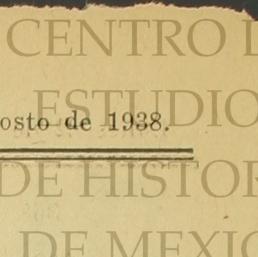 CENTRO
ESTUDIO
osto de 1938.
DE HISTOR
DE MEXIC